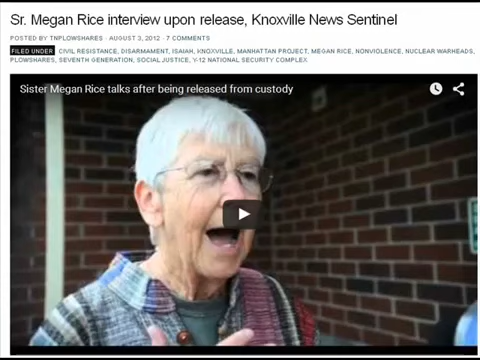 Sr. Megan Rice interview upon release, Knoxville News Sentinel
POSTED BY TNPLOWSHARES · AUGUST 3, 2012 · 7 COMMENTS
FILED UNDER CIVIL RESISTANCE, DISARMAMENT, ISAIAH, KNOXVILLE, MANHATTAN PROJECT, MEGAN RICE, NONVIOLENCE, NUCLEAR WARHEADS,
PLOWSHARES, SEVENTH GENERATION, SOCIAL JUSTICE, Y-12 NATIONAL SECURITY COMPLEX
Sister Megan Rice talks after being released from custody